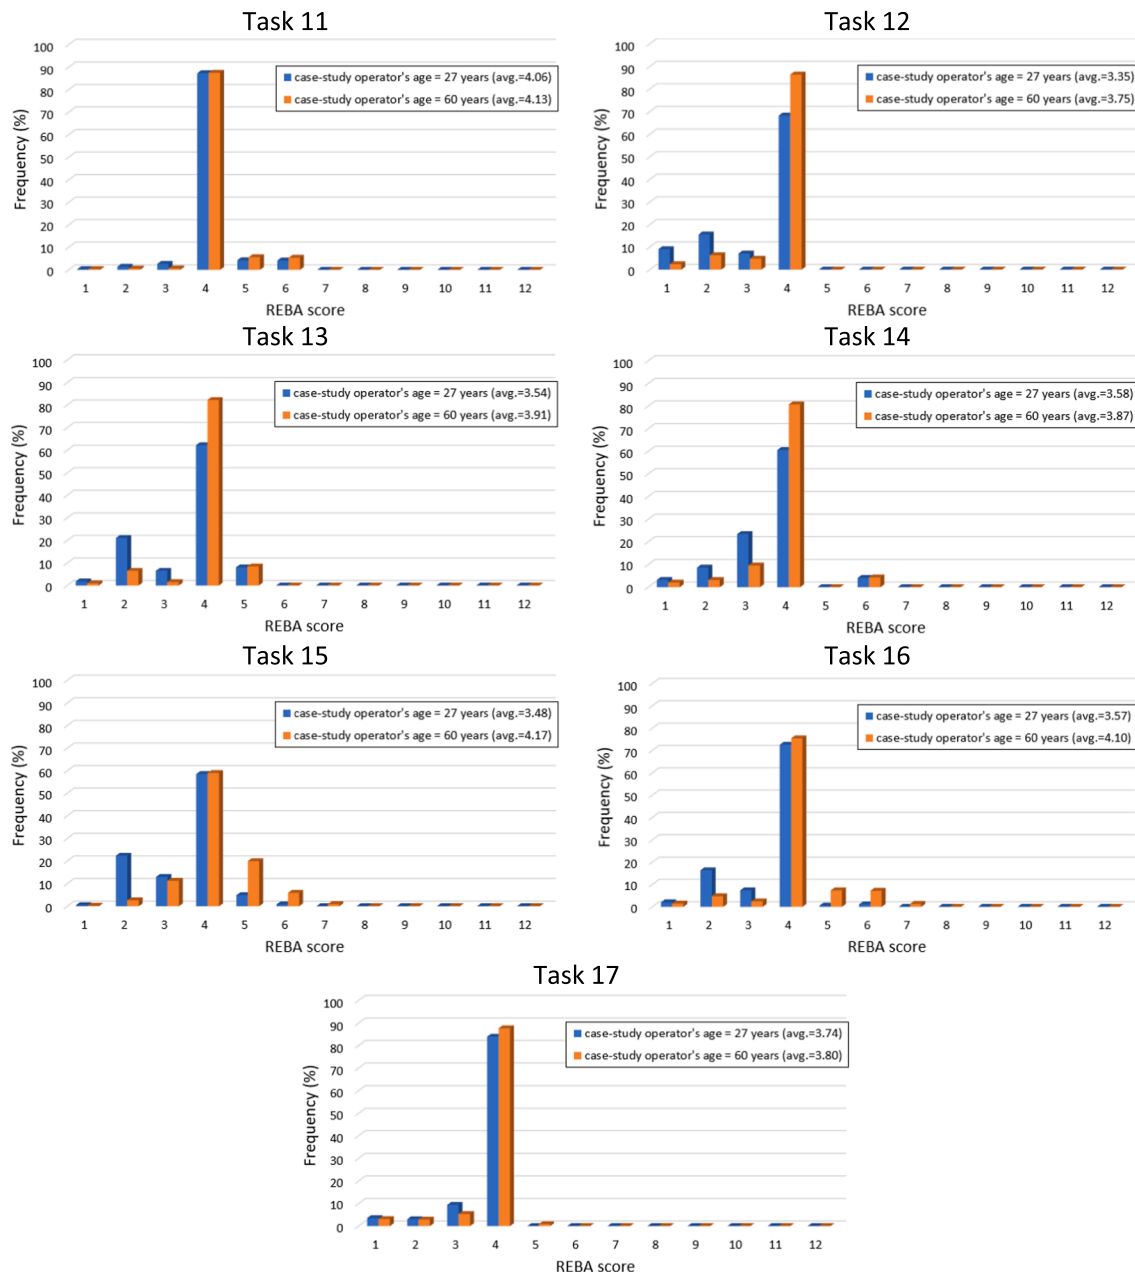 Task 11
100
90
80
70
60
50
40
30
20
10
0
Frequency (%)
case-study operator's age = 27 years (avg.=4.06)
case-study operator's age = 60 years (avg.=4.13)
1 2 3 4 5 6 7 8 9 10 11 12
REBA score
Task 12
100
90
80
70
60
50
40
30
20
10
0
Frequency (%)
case-study operator's age = 27 years (avg.=3.35)
case-study operator's age = 60 years (avg.=3.75)
1 2 3 4 5 6 7 8 9 10 11 12
REBA score
Task 13
100
90
80
70
60
50
40
30
20
10
0
Frequency (%)
case-study operator's age = 27 years (avg.=3.54)
case-study operator's age = 60 years (avg.=3.91)
1 2 3 4 5 6 7 8 9 10 11 12
REBA score
Task 14
100
90
80
70
60
50
40
30
20
10
0
Frequency (%)
case-study operator's age = 27 years (avg.=3.58)
case-study operator's age = 60 years (avg.=3.87)
1 2 3 4 5 6 7 8 9 10 11 12
REBA score
Task 15
100
90
80
70
60
50
40
30
20
10
0
Frequency (%)
case-study operator's age = 27 years (avg.=3.48)
case-study operator's age = 60 years (avg.=4.17)
1 2 3 4 5 6 7 8 9 10 11 12
REBA score
Task 16
100
90
80
70
60
50
40
30
20
10
0
Frequency (%)
case-study operator's age = 27 years (avg.=3.57)
case-study operator's age = 60 years (avg.=4.10)
1 2 3 4 5 6 7 8 9 10 11 12
REBA score
Task 17
100
90
80
70
60
50
40
30
20
10
0
Frequency (%)
case-study operator's age = 27 years (avg.=3.74)
case-study operator's age = 60 years (avg.=3.80)
1 2 3 4 5 6 7 8 9 10 11 12
REBA score